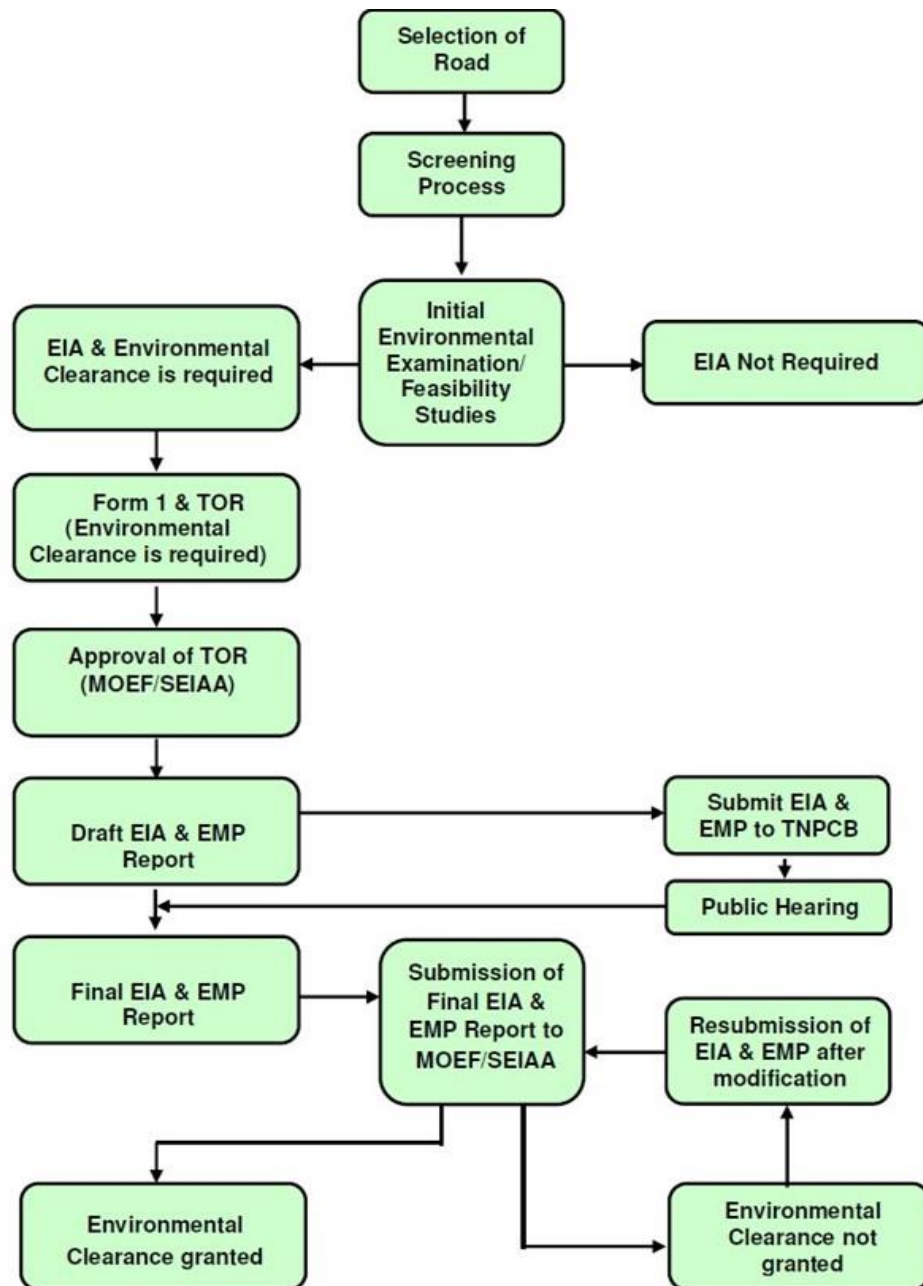 Selection of
Road
Screening
Process
Initial
Environmental
Examination/
Feasibility
Studies
EIA & Environmental
Clearance is required
EIA Not Required
Form 1 & TOR
(Environmental
Clearance is required)
Approval of TOR
(MOEF/SEIAA)
Draft EIA & EMP
Report
Submit EIA &
EMP to TNPCB
Public Hearing
Final EIA & EMP
Report
Submission of
Final EIA &
EMP Report to
MOEF/SEIAA
Resubmission of
EIA & EMP after
modification
Environmental
Clearance granted
Environmental
Clearance not
granted